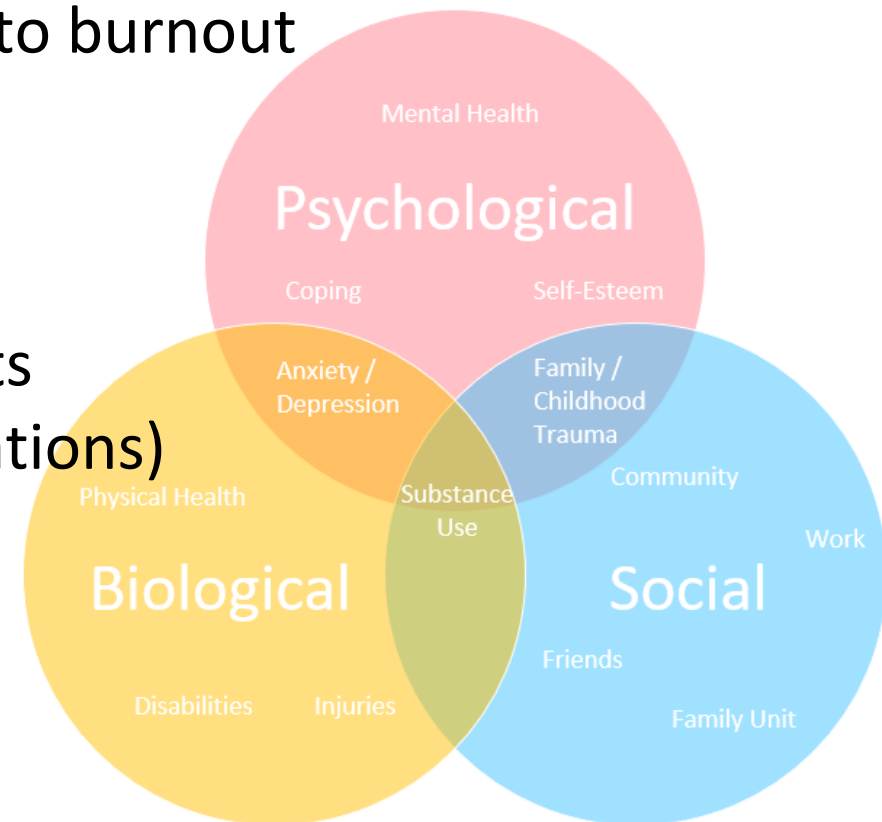 to burnout
Mental Health
Psychological
Coping
Self-Esteem
ts
ations)
Anxiety /
Depression
Family /
Childhood
Trauma
Physical Health
Substance
Use
Community
Work
Biological
Social
Friends
Disabilities
Injuries
Family Unit